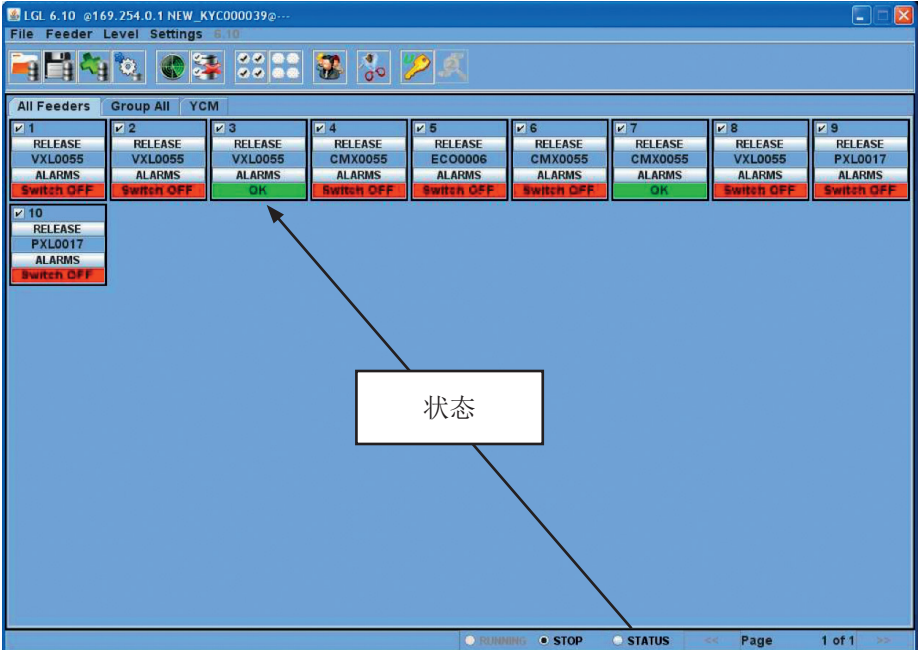 LGL 6.10 @169.254.0.1 NEW_KYC000039@...
File Feeder Level Settings 6.10
All Feeders Group All YCM
1 2 3 4 5 6 7 8 9
RELEASE RELEASE RELEASE RELEASE RELEASE RELEASE RELEASE RELEASE RELEASE
VXL0055 VXL0055 VXL0055 CMX0055 ECO0006 CMX0055 CMX0055 VXL0055 PXL0017
ALARMS ALARMS ALARMS ALARMS ALARMS ALARMS ALARMS ALARMS ALARMS
Switch OFF Switch OFF OK Switch OFF Switch OFF Switch OFF OK Switch OFF Switch OFF
10
RELEASE
PXL0017
ALARMS
Switch OFF
状态
RUNNING STOP STATUS << Page 1 of 1 >>